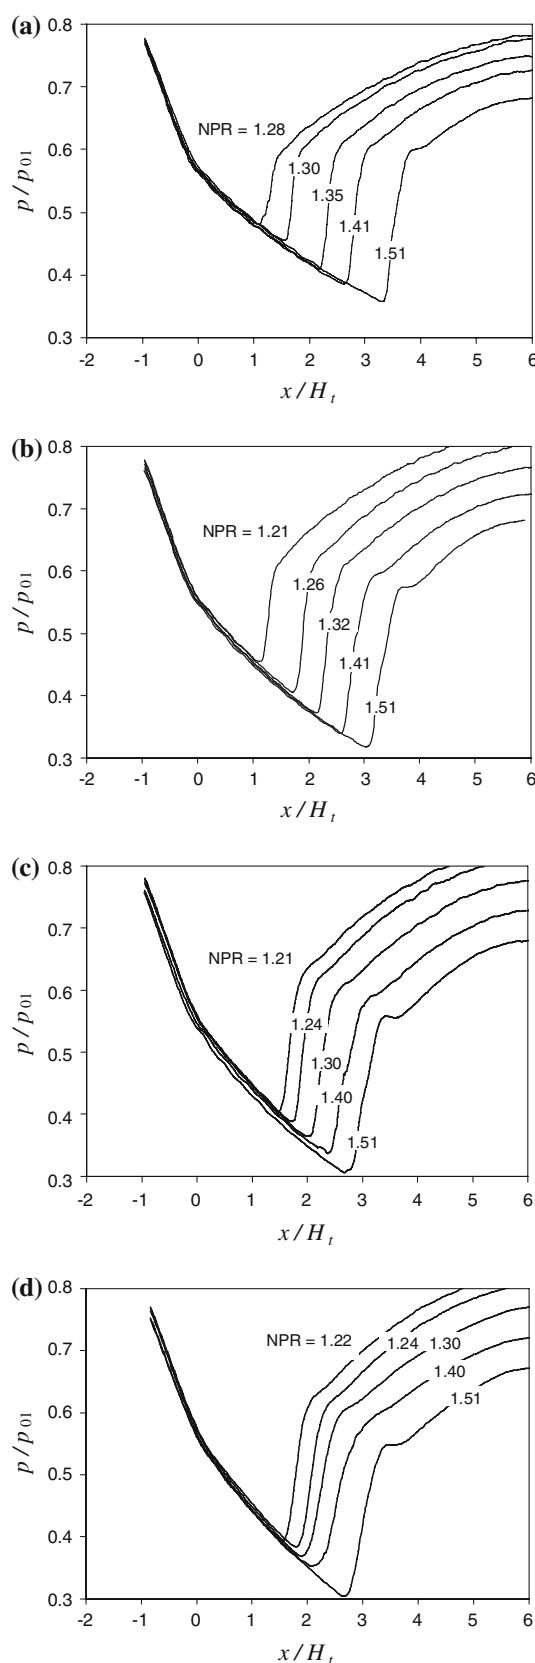 (a)
0.8
0.7
0.6
0.5
0.4
0.3
p/p01
NPR = 1.28
1.30
1.35
1.41
1.51
-2 -1 0 1 2 3 4 5 6
x/Ht
(b)
0.8
0.7
0.6
0.5
0.4
0.3
p/p01
NPR = 1.21
1.26
1.32
1.41
1.51
-2 -1 0 1 2 3 4 5 6
x/Ht
(c)
0.8
0.7
0.6
0.5
0.4
0.3
p/p01
NPR = 1.21
1.24
1.30
1.40
1.51
-2 -1 0 1 2 3 4 5 6
x/Ht
(d)
0.8
0.7
0.6
0.5
0.4
0.3
p/p01
NPR = 1.22
1.24
1.30
1.40
1.51
-2 -1 0 1 2 3 4 5 6
x/Ht